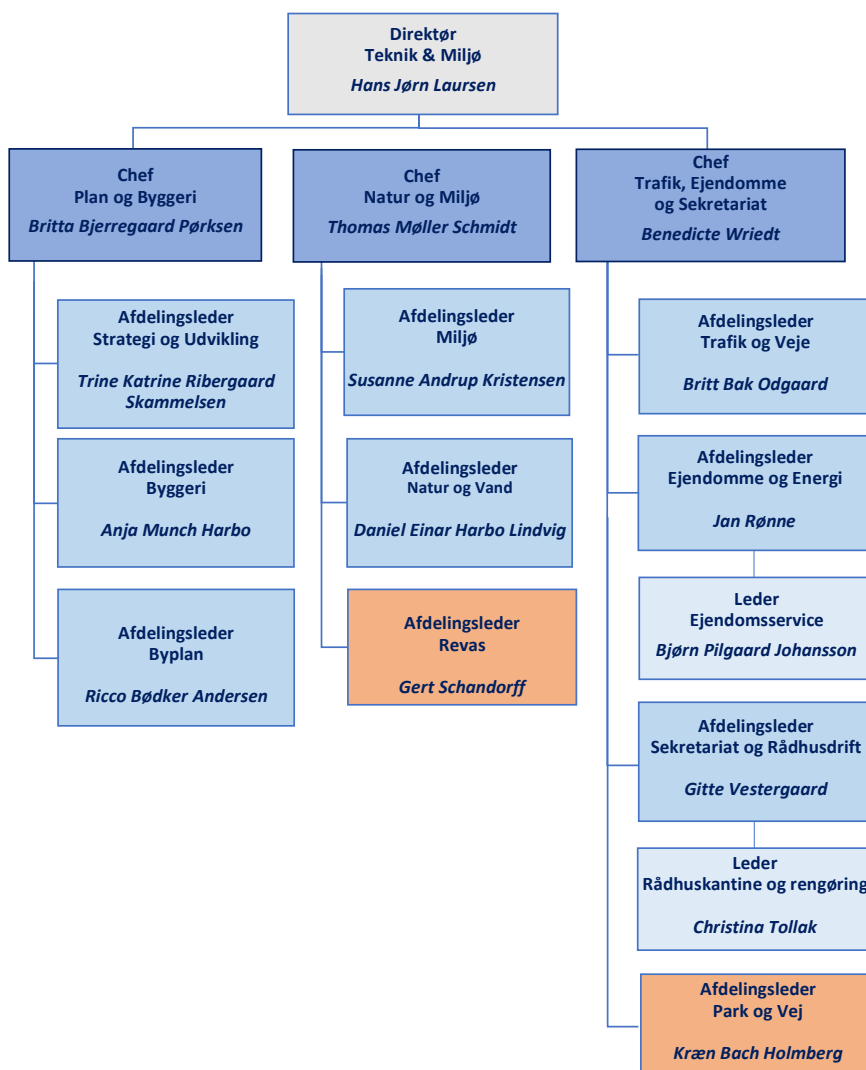 Direktør
Teknik & Miljø
Hans Jørn Laursen
Chef
Plan og Byggeri
Britta Bjerregaard Pørksen
Chef
Natur og Miljø
Thomas Møller Schmidt
Chef
Trafik, Ejendomme
og Sekretariat
Benedicte Wriedt
Afdelingsleder
Strategi og Udvikling
Trine Katrine Ribergaard
Skammelsen
Afdelingsleder
Byggeri
Anja Munch Harbo
Afdelingsleder
Byplan
Ricco Bødker Andersen
Afdelingsleder
Miljø
Susanne Andrup Kristensen
Afdelingsleder
Natur og Vand
Daniel Einar Harbo Lindvig
Afdelingsleder
Revas
Gert Schandorff
Afdelingsleder
Trafik og Veje
Britt Bak Odgaard
Afdelingsleder
Ejendomme og Energi
Jan Rønne
Leder
Ejendomsservice
Bjørn Pilgaard Johansson
Afdelingsleder
Sekretariat og Rådhusdrift
Gitte Vestergaard
Leder
Rådhuskantine og rengøring
Christina Tollak
Afdelingsleder
Park og Vej
Kræn Bach Holmberg